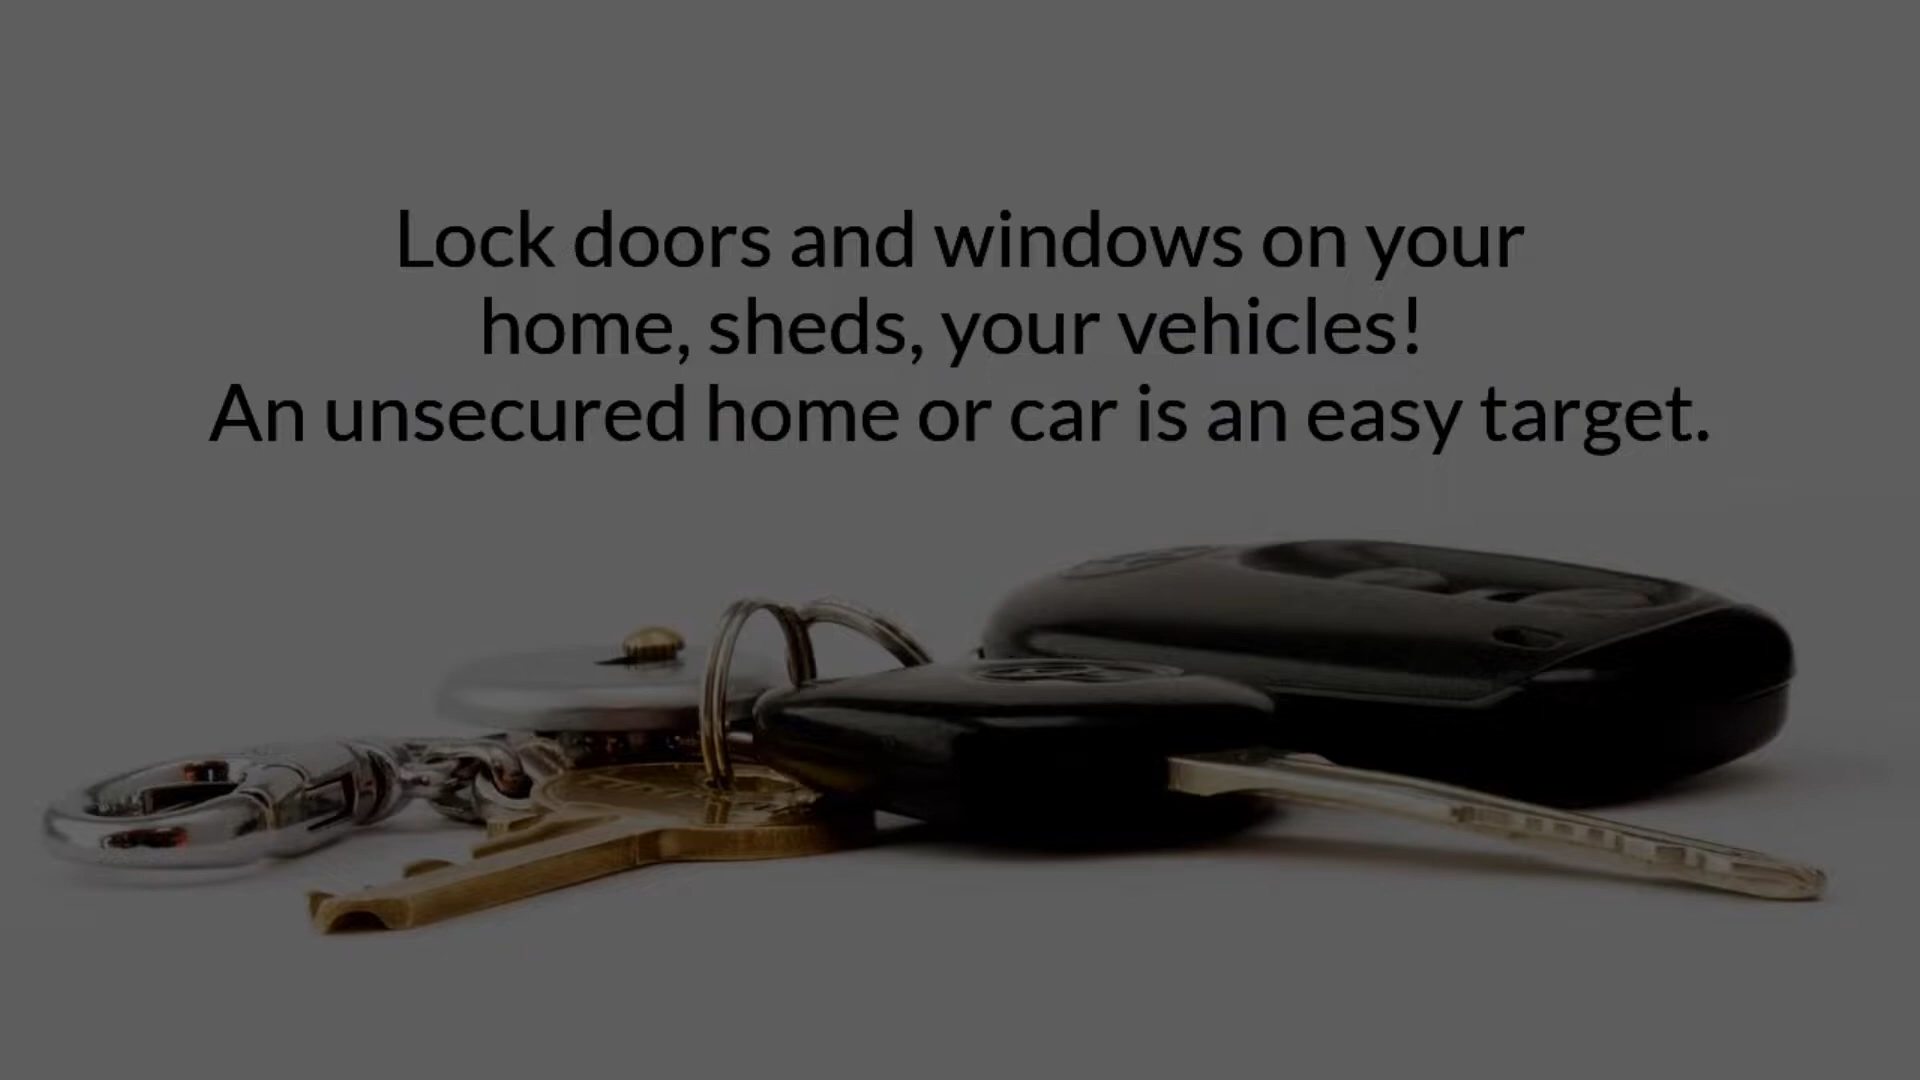 Lock doors and windows on your
home, sheds, your vehicles!
An unsecured home or car is an easy target.